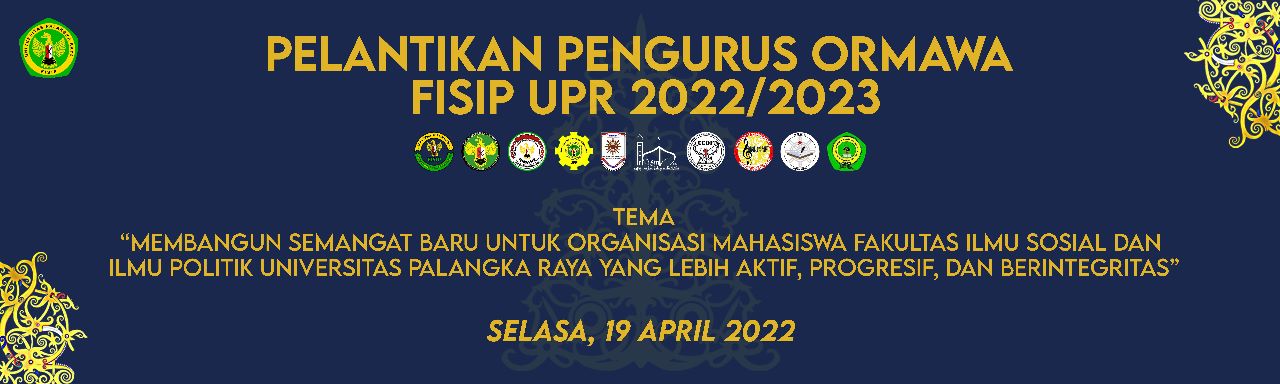 PELANTIKAN PENGURUS ORMAWA
FISIP UPR 2022/2023
TEMA
“MEMBANGUN SEMANGAT BARU UNTUK ORGANISASI MAHASISWA FAKULTAS ILMU SOSIAL DAN
ILMU POLITIK UNIVERSITAS PALANGKA RAYA YANG LEBIH AKTIF, PROGRESIF, DAN BERINTEGRITAS”
SELASA, 19 APRIL 2022